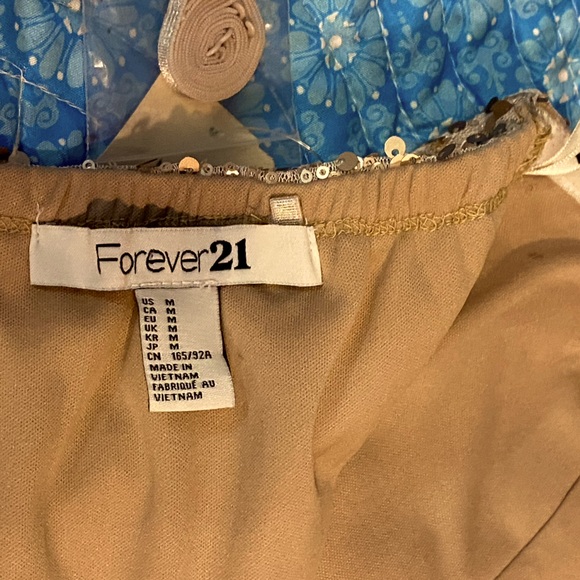 Forever21
US M
CA M
EU M
UK M
KR M
JP M
CN 165/92A
MADE IN
VIETNAM
FABRIQUÉ AU
VIETNAM